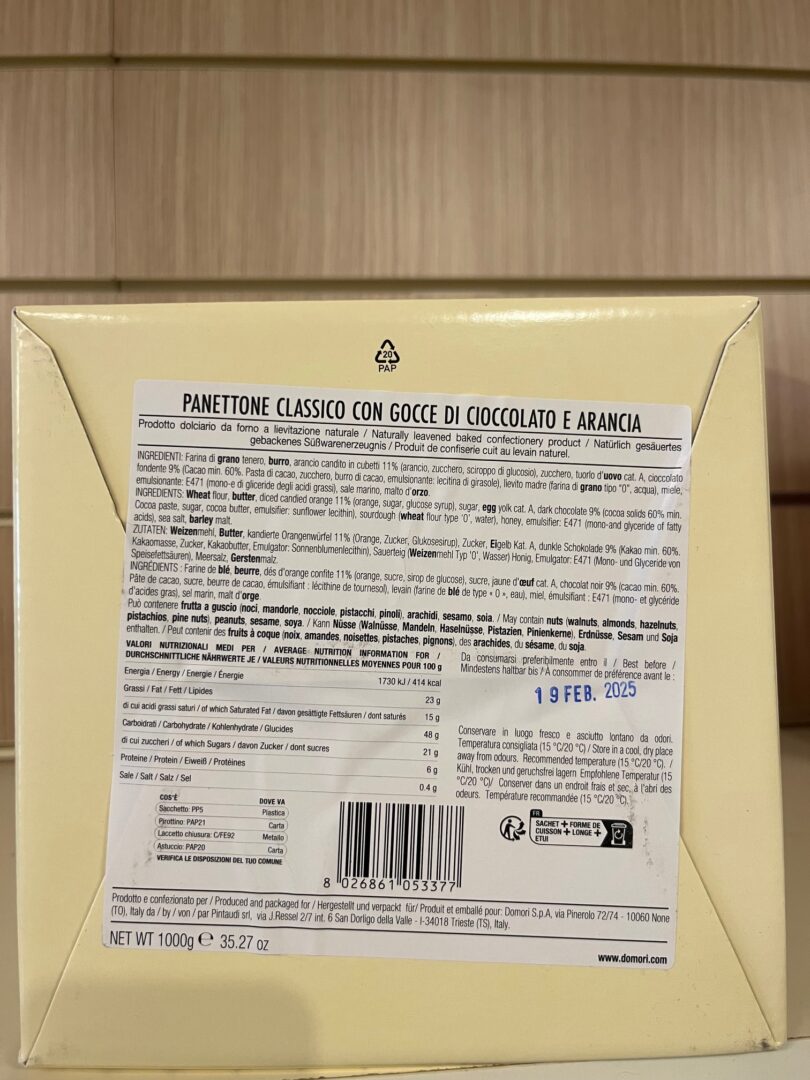 20
PAP
PANETTONE CLASSICO CON GOCCE DI CIOCCOLATO E ARANCIA
Prodotto dolciario da forno a lievitazione naturale / Naturally leavened baked confectionery product / Natürlich gesäuertes
gebackenes Süßwarenerzeugnis / Produit de confiserie cuit au levain naturel.
INGREDIENTI: Farina di grano tenero, burro, arancio candito in cubetti 11% (arancio, zucchero, sciroppo di glucosio), zucchero, tuorlo d'uovo cat. A, cioccolato
fondente 9% (Cacao min. 60%. Pasta di cacao, zucchero, burro di cacao, emulsionante: lecitina di girasole), lievito madre (farina di grano tipo "0", acqua), miele,
emulsionante: E471 (mono-e di gliceride degli acidi grassi), sale marino, malto d'orzo.
INGREDIENTS: Wheat flour, butter, diced candied orange 11% (orange, sugar, glucose syrup), sugar, egg yolk cat. A, dark chocolate 9% (cocoa solids 60% min.
Cocoa paste, sugar, cocoa butter, emulsifier: sunflower lecithin), sourdough (wheat flour type '0', water), honey, emulsifier: E471 (mono-and glyceride of fatty
acids), sea salt, barley malt.
ZUTATEN: Weizenmehl, Butter, kandierte Orangenwürfel 11% (Orange, Zucker, Glukosesirup), Zucker, Eigelb Kat. A, dunkle Schokolade 9% (Kakao min. 60%.
Kakaomasse, Zucker, Kakaobutter, Emulgator: Sonnenblumenlecithin), Sauerteig (Weizenmehl Typ '0', Wasser) Honig, Emulgator: E471 (Mono- und Glyceride von
Speisefettsäuren), Meersalz, Gerstenmalz.
INGRÉDIENTS : Farine de blé, beurre, dés d'orange confite 11% (orange, sucre, sirop de glucose), sucre, jaune d'œuf cat. A, chocolat noir 9% (cacao min. 60%.
Pâte de cacao, sucre, beurre de cacao, émulsifiant : lécithine de tournesol), levain (farine de blé de type « 0 », eau), miel, émulsifiant : E471 (mono- et glycéride
d'acides gras), sel marin, malt d'orge.
Può contenere frutta a guscio (noci, mandorle, nocciole, pistacchi, pinoli), arachidi, sesamo, soia. / May contain nuts (walnuts, almonds, hazelnuts,
pistachios, pine nuts), peanuts, sesame, soya. / Kann Nüsse (Walnüsse, Mandeln, Haselnüsse, Pistazien, Pinienkerne), Erdnüsse, Sesam und Soja
enthalten. / Peut contenir des fruits à coque (noix, amandes, noisettes, pistaches, pignons), des arachides, du sésame, du soja.
VALORI NUTRIZIONALI MEDI PER / AVERAGE NUTRITION INFORMATION FOR /
DURCHSCHNITTLICHE NÄHRWERTE JE / VALEURS NUTRITIONNELLES MOYENNES POUR 100 g
Energia / Energy / Energie / Énergie 1730 kJ / 414 kcal
Grassi / Fat / Fett / Lipides 23 g
di cui acidi grassi saturi / of which Saturated Fat / davon gesättigte Fettsäuren / dont saturés 15 g
Carboidrati / Carbohydrate / Kohlenhydrate / Glucides 48 g
di cui zuccheri / of which Sugars / davon Zucker / dont sucres 21 g
Proteine / Protein / Eiweiß / Protéines 6 g
Sale / Salt / Salz / Sel 0.4 g
Da consumarsi preferibilmente entro il / Best before /
Mindestens haltbar bis / À consommer de préférence avant le :
19 FEB. 2025
Conservare in luogo fresco e asciutto lontano da odori.
Temperatura consigliata (15 °C/20 °C) / Store in a cool, dry place
away from odours. Recommended temperature (15 °C/20 °C). /
Kühl, trocken und geruchsfrei lagern Empfohlene Temperatur (15
°C/20 °C)/ Conserver dans un endroit frais et sec, à l'abri des
odeurs. Température recommandée (15 °C/20 °C).
COS'È DOVE VA
Sacchetto: PP5 Plastica
Pirottino: PAP21 Carta
Laccetto chiusura: C/FE92 Metallo
Astuccio: PAP20 Carta
VERIFICA LE DISPOSIZIONI DEL TUO COMUNE
8 026861 053377
FR
SACHET + FORME DE
CUISSON + LONGE +
ETUI
Prodotto e confezionato per / Produced and packaged for / Hergestellt und verpackt für/ Produit et emballé pour: Domori S.p.A, via Pinerolo 72/74 - 10060 None
(TO), Italy da / by / von / par Pintaudi srl, via J.Ressel 2/7 int. 6 San Dorligo della Valle - I-34018 Trieste (TS), Italy.
NET WT 1000g ℮ 35.27 oz
www.domori.com